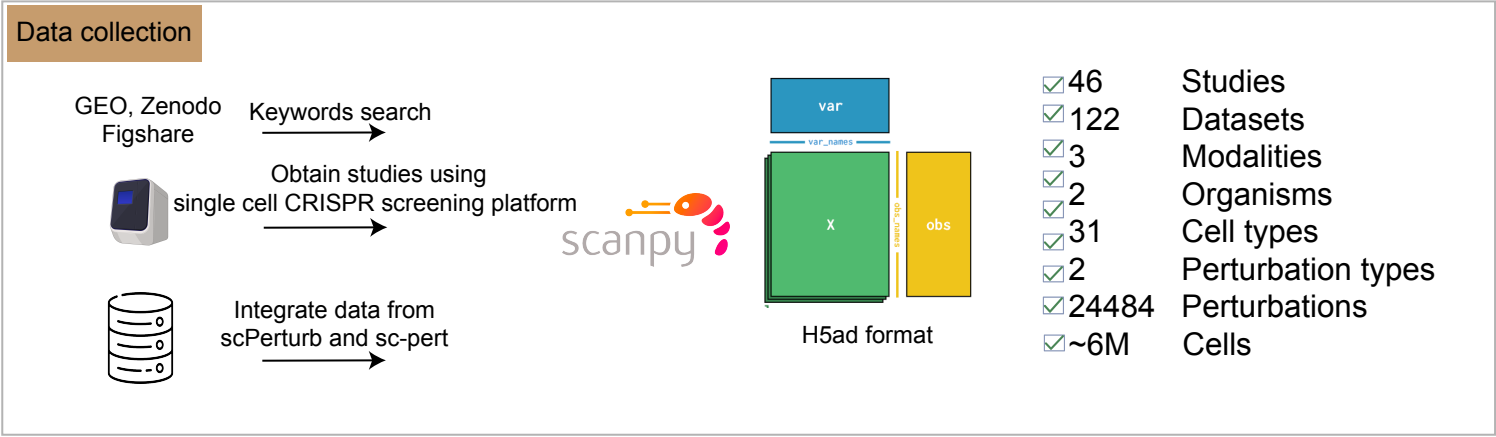 Data collection
GEO, Zenodo
Figshare
Keywords search
Obtain studies using
single cell CRISPR screening platform
Integrate data from
scPerturb and sc-pert
scanpy
var
var_names
X
obs_names
obs
H5ad format
46 Studies
122 Datasets
3 Modalities
2 Organisms
31 Cell types
2 Perturbation types
24484 Perturbations
~6M Cells